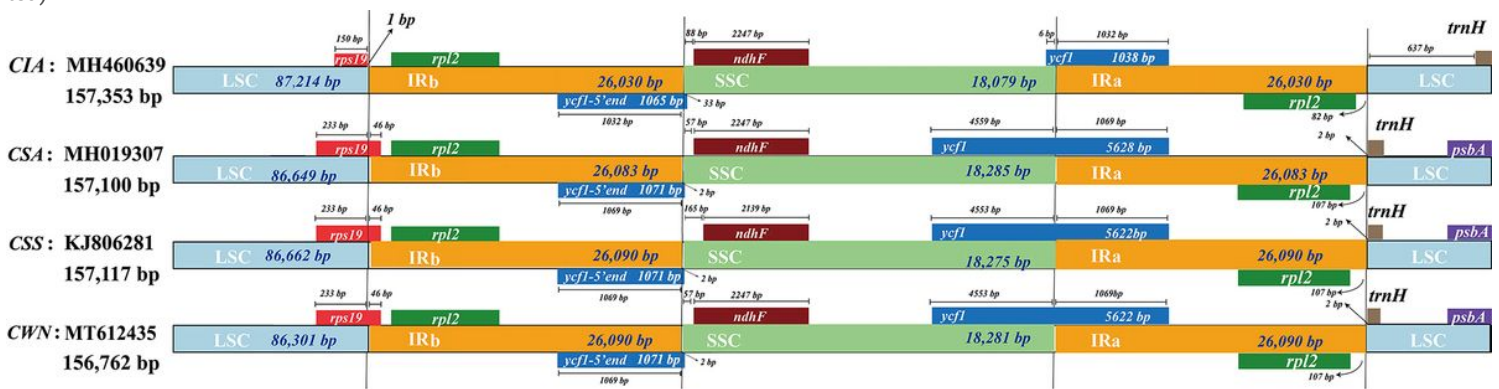 1 bp
150 bp
88 bp 2247 bp
6 bp 1032 bp
trnH
637 bp
rps19 rpl2 ndhF ycf1 1038 bp
CIA: MH460639
LSC 87,214 bp IRb 26,030 bp SSC 18,079 bp IRa 26,030 bp LSC
157,353 bp
ycf1-5'end 1065 bp 33 bp rpl2
1032 bp 82 bp
233 bp 46 bp 57 bp 2247 bp 4559 bp 1069 bp 2 bp trnH
rps19 rpl2 ndhF ycf1 5628 bp psbA
CSA: MH019307
LSC 86,649 bp IRb 26,083 bp SSC 18,285 bp IRa 26,083 bp LSC
157,100 bp
ycf1-5'end 1071 bp 2 bp rpl2
1069 bp 107 bp
233 bp 46 bp 165 bp 2139 bp 4553 bp 1069 bp 2 bp trnH
rps19 rpl2 ndhF ycf1 5622bp psbA
CSS: KJ806281
LSC 86,662 bp IRb 26,090 bp SSC 18,275 bp IRa 26,090 bp LSC
157,117 bp
ycf1-5'end 1071 bp 2 bp rpl2
1069 bp 107 bp
233 bp 46 bp 57 bp 2247 bp 4553 bp 1069bp 2 bp trnH
rps19 rpl2 ndhF ycf1 5622 bp psbA
CWN: MT612435
LSC 86,301 bp IRb 26,090 bp SSC 18,281 bp IRa 26,090 bp LSC
156,762 bp
ycf1-5'end 1071 bp 2 bp rpl2
1069 bp 107 bp